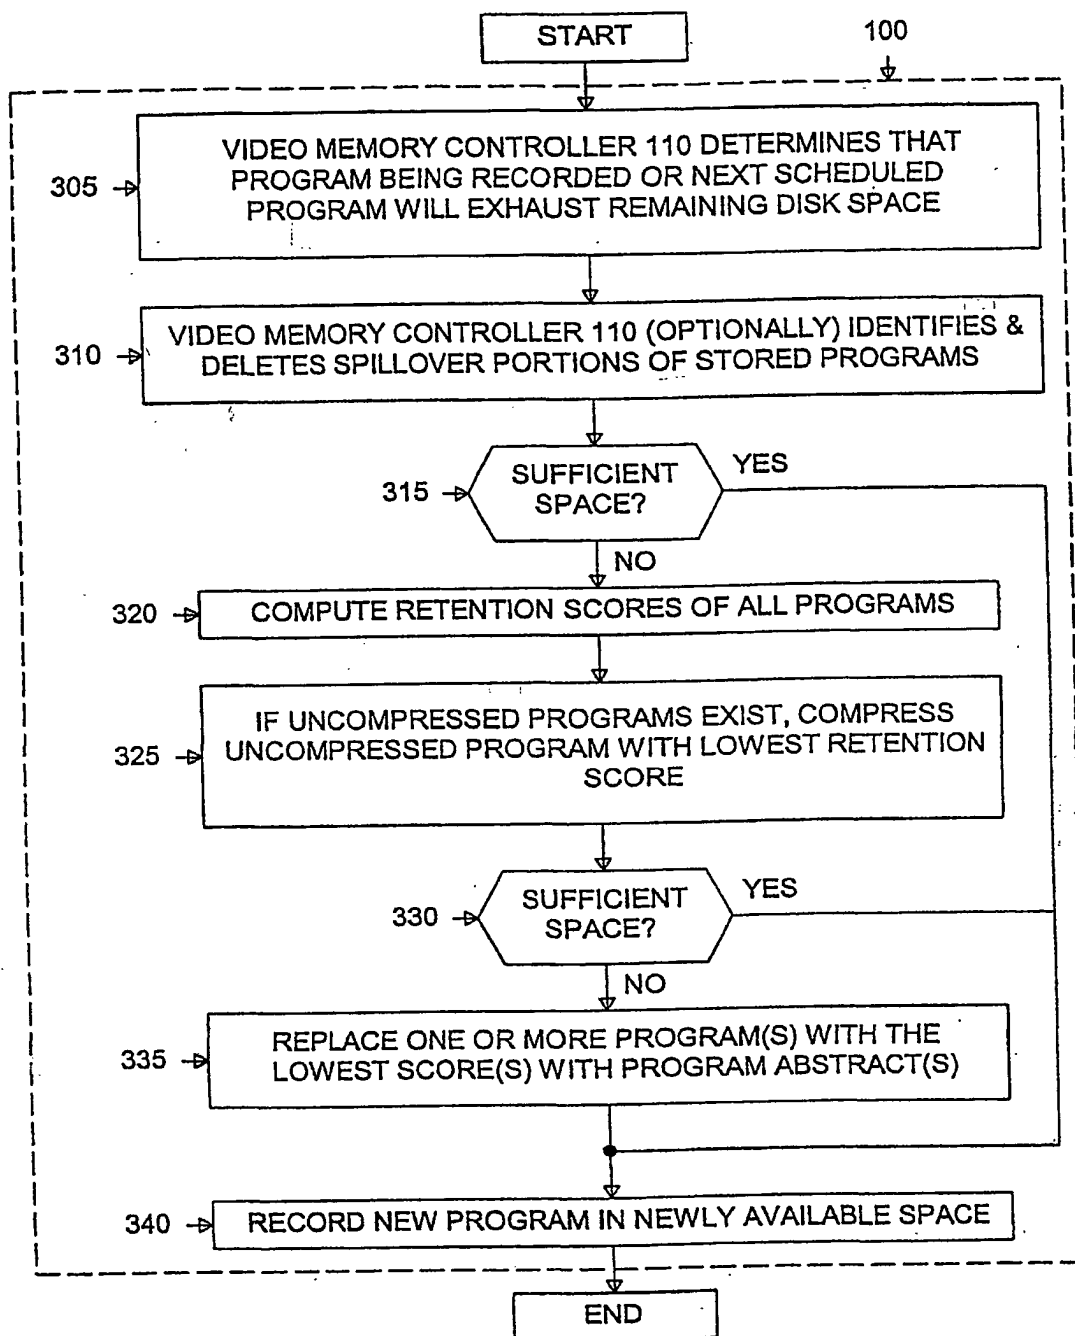 START
100
VIDEO MEMORY CONTROLLER 110 DETERMINES THAT
PROGRAM BEING RECORDED OR NEXT SCHEDULED
PROGRAM WILL EXHAUST REMAINING DISK SPACE
305
VIDEO MEMORY CONTROLLER 110 (OPTIONALLY) IDENTIFIES &
DELETES SPILLOVER PORTIONS OF STORED PROGRAMS
310
SUFFICIENT
SPACE?
YES
315
NO
320
COMPUTE RETENTION SCORES OF ALL PROGRAMS
IF UNCOMPRESSED PROGRAMS EXIST, COMPRESS
UNCOMPRESSED PROGRAM WITH LOWEST RETENTION
SCORE
325
SUFFICIENT
SPACE?
YES
330
NO
REPLACE ONE OR MORE PROGRAM(S) WITH THE
LOWEST SCORE(S) WITH PROGRAM ABSTRACT(S)
335
340
RECORD NEW PROGRAM IN NEWLY AVAILABLE SPACE
END